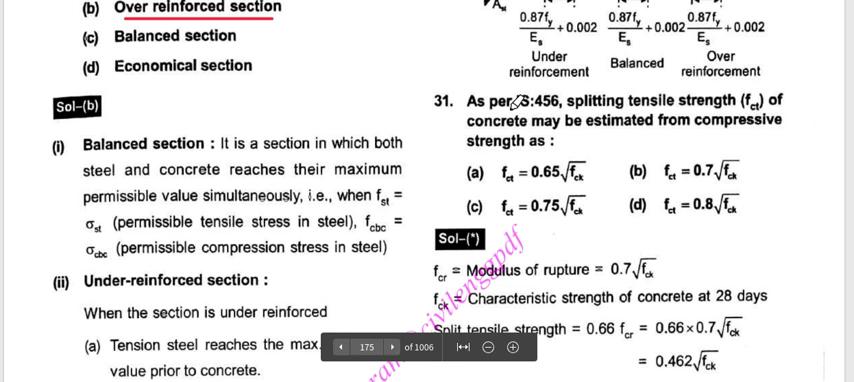 (b) Over reinforced section
(c) Balanced section
(d) Economical section
Sol–(b)
(i) Balanced section : It is a section in which both
steel and concrete reaches their maximum
permissible value simultaneously, i.e., when fst =
σst (permissible tensile stress in steel), fcbc =
σcbc (permissible compression stress in steel)
(ii) Under-reinforced section :
When the section is under reinforced
(a) Tension steel reaches the max.
value prior to concrete.
0.87fy/Es + 0.002 0.87fy/Es + 0.002 0.87fy/Es + 0.002
Under reinforcement Balanced Over reinforcement
31. As per IS:456, splitting tensile strength (fct) of
concrete may be estimated from compressive
strength as :
(a) fct = 0.65√fck (b) fct = 0.7√fck
(c) fct = 0.75√fck (d) fct = 0.8√fck
Sol–(*)
fcr = Modulus of rupture = 0.7√fck
fck = Characteristic strength of concrete at 28 days
Split tensile strength = 0.66 fcr = 0.66×0.7√fck
= 0.462√fck
civilenggpdf
175 of 1006